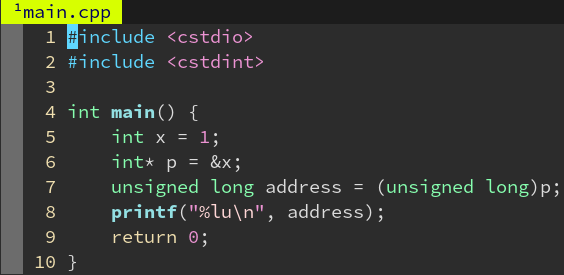 ¹main.cpp
1 #include <cstdio>
2 #include <cstdint>
3
4 int main() {
5     int x = 1;
6     int* p = &x;
7     unsigned long address = (unsigned long)p;
8     printf("%lu\n", address);
9     return 0;
10 }